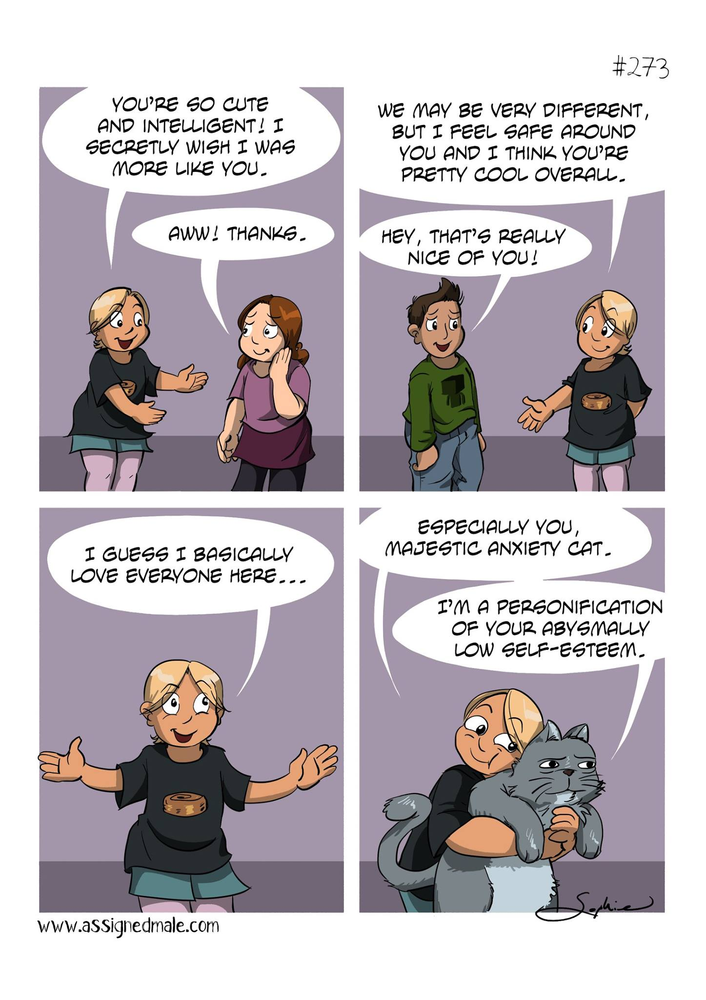 #273
YOU'RE SO CUTE
AND INTELLIGENT! I
SECRETLY WISH I WAS
MORE LIKE YOU.
AWW! THANKS.
WE MAY BE VERY DIFFERENT,
BUT I FEEL SAFE AROUND
YOU AND I THINK YOU'RE
PRETTY COOL OVERALL.
HEY, THAT'S REALLY
NICE OF YOU!
I GUESS I BASICALLY
LOVE EVERYONE HERE...
ESPECIALLY YOU,
MAJESTIC ANXIETY CAT.
I'M A PERSONIFICATION
OF YOUR ABYSMALLY
LOW SELF-ESTEEM.
Sophie
www.assignedmale.com